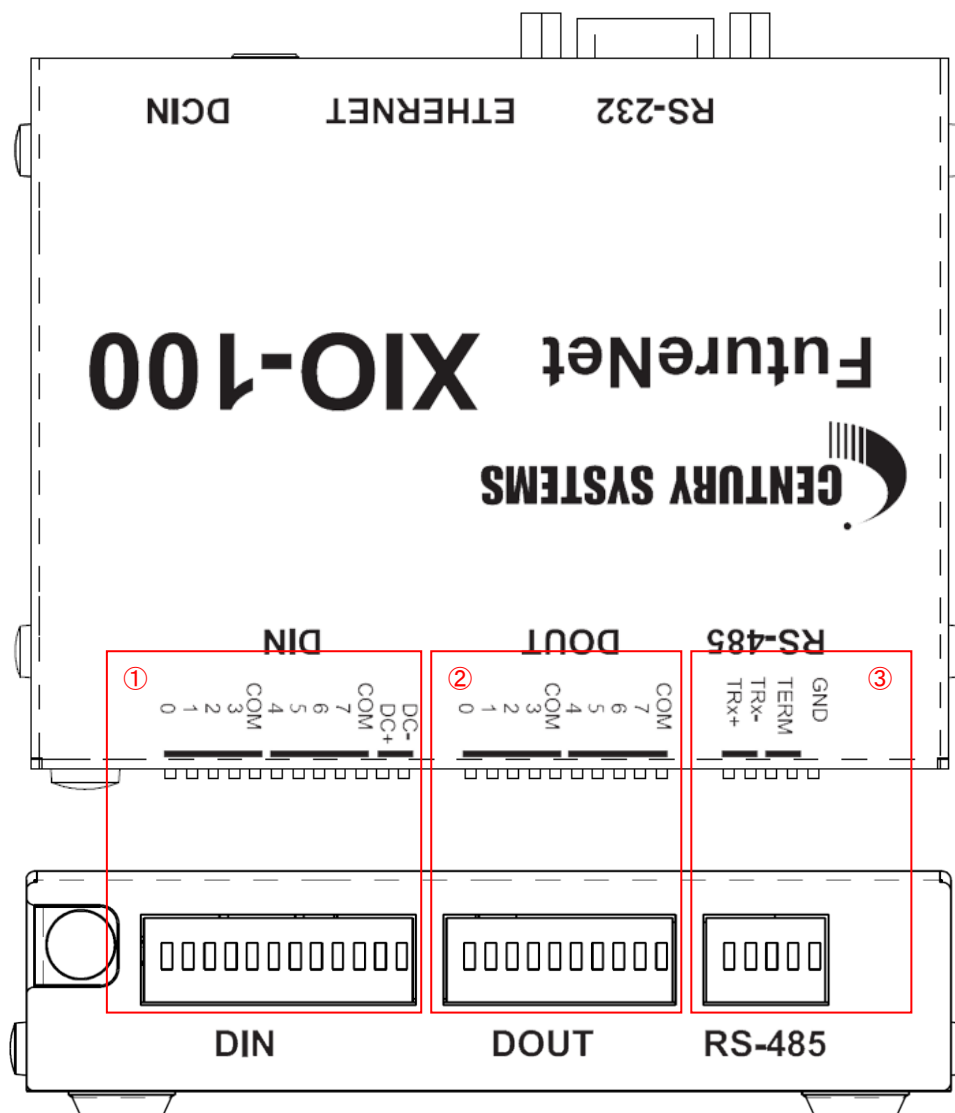 DCIN ETHERNET RS-232
XIO-100 FutureNet
CENTURY SYSTEMS
DIN DOUT RS-485
① ② ③
0 1 2 3 COM 4 5 6 7 COM DC+ DC-
0 1 2 3 COM 4 5 6 7 COM
TRx+ TRx- TERM GND
DIN DOUT RS-485